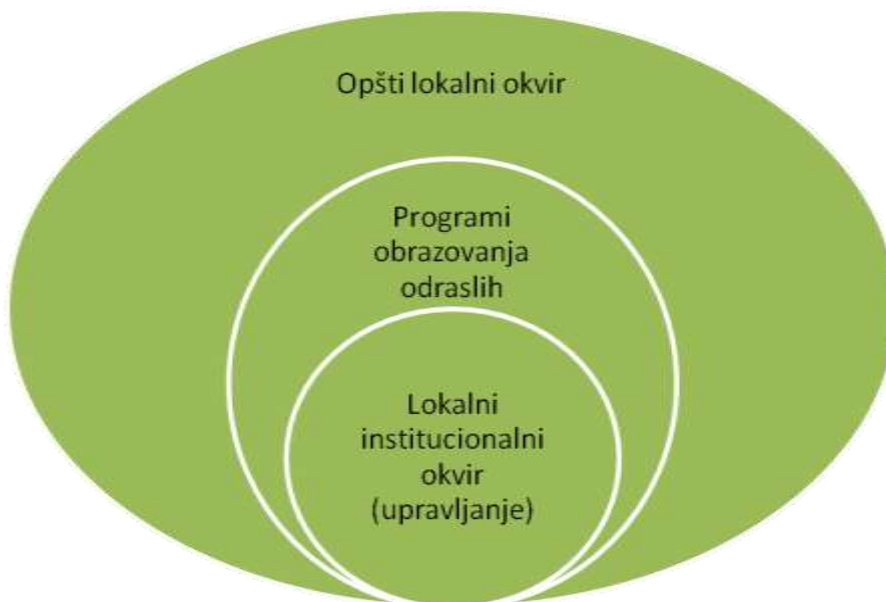 Opšti lokalni okvir
Programi
obrazovanja
odraslih
Lokalni
institucionalni
okvir
(upravljanje)